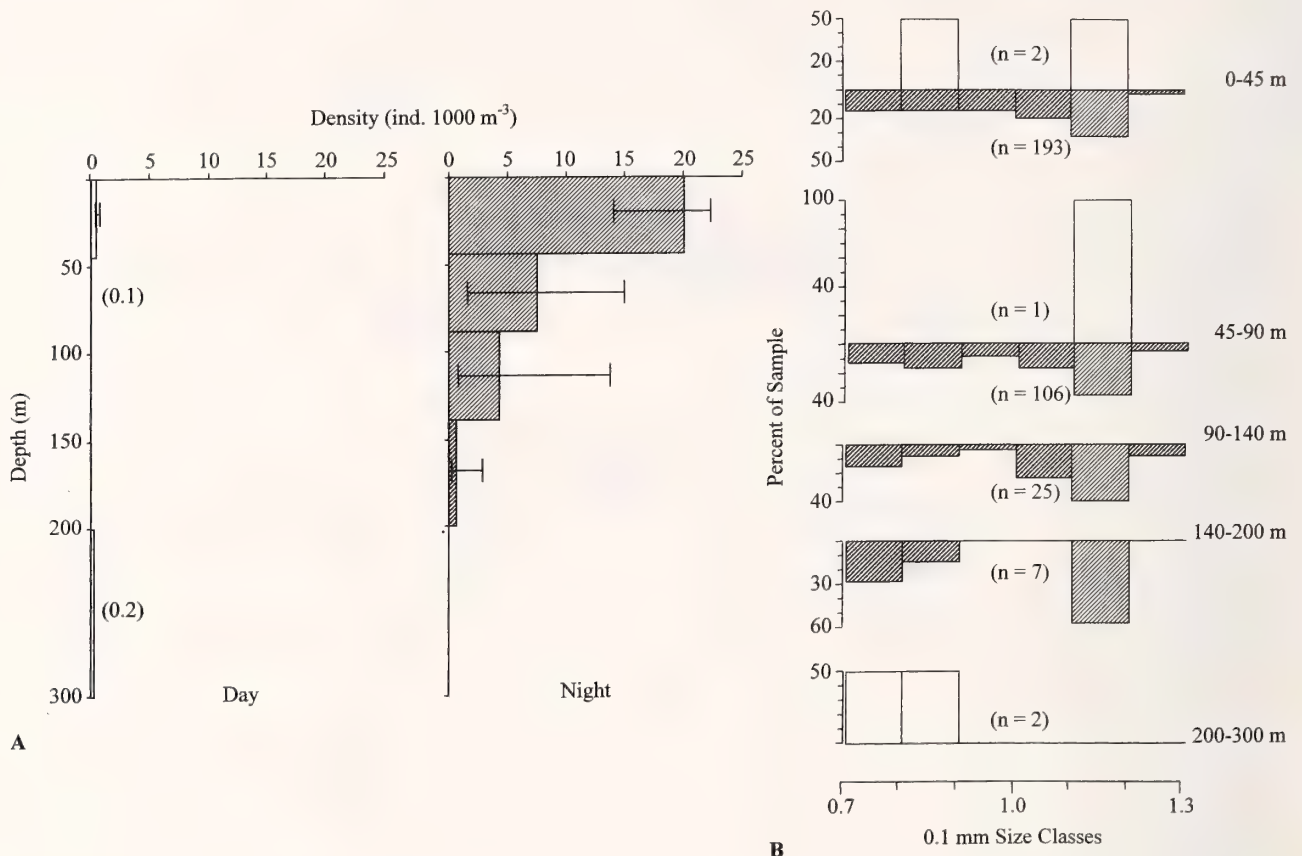 Density (ind. 1000 m⁻³)
0 5 10 15 20 25
0 5 10 15 20 25
Depth (m)
50
100
150
200
300
(0.1)
(0.2)
Day
Night
A
Percent of Sample
50
20
20
50
(n = 2)
(n = 193)
0-45 m
100
40
40
(n = 1)
(n = 106)
45-90 m
40
(n = 25)
90-140 m
30
60
(n = 7)
140-200 m
50
(n = 2)
200-300 m
0.7 1.0 1.3
0.1 mm Size Classes
B